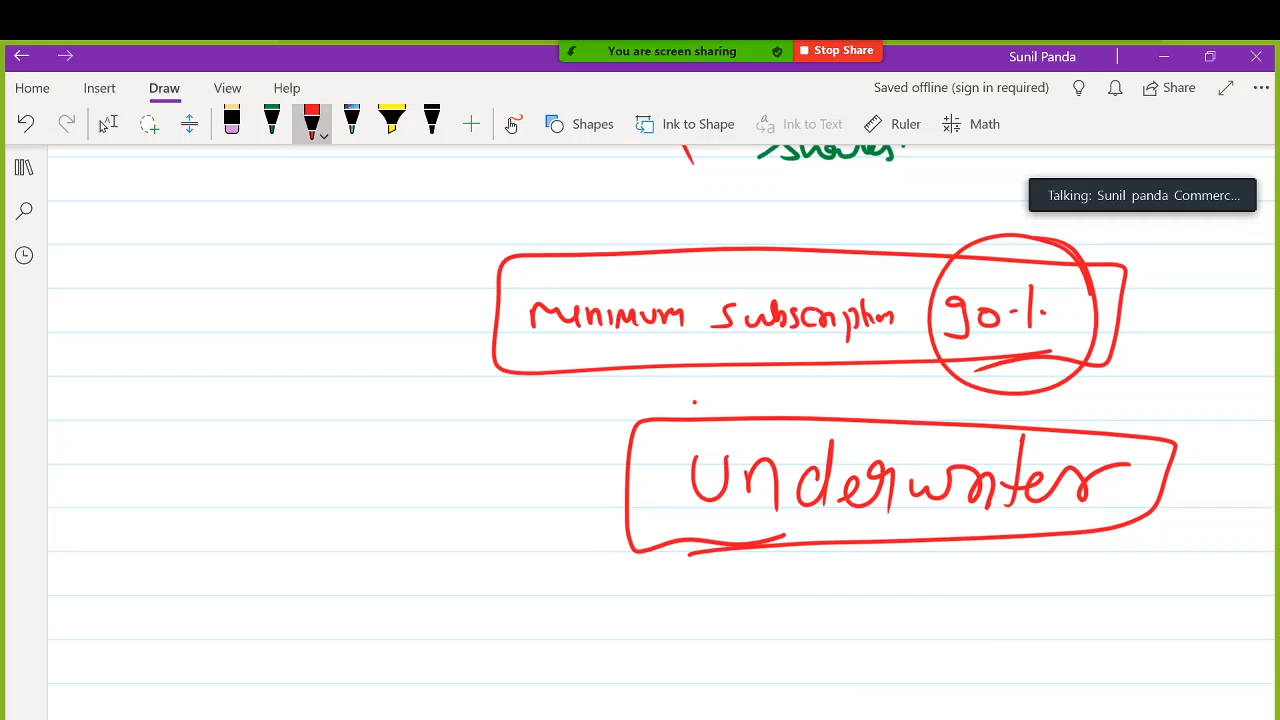 You are screen sharing
Stop Share
Sunil Panda
Home Insert Draw View Help
Saved offline (sign in required)
Share
Shapes
Ink to Shape
Ink to Text
Ruler
Math
shares
Talking: Sunil panda Commerc...
minimum subscription 90%
underwriter